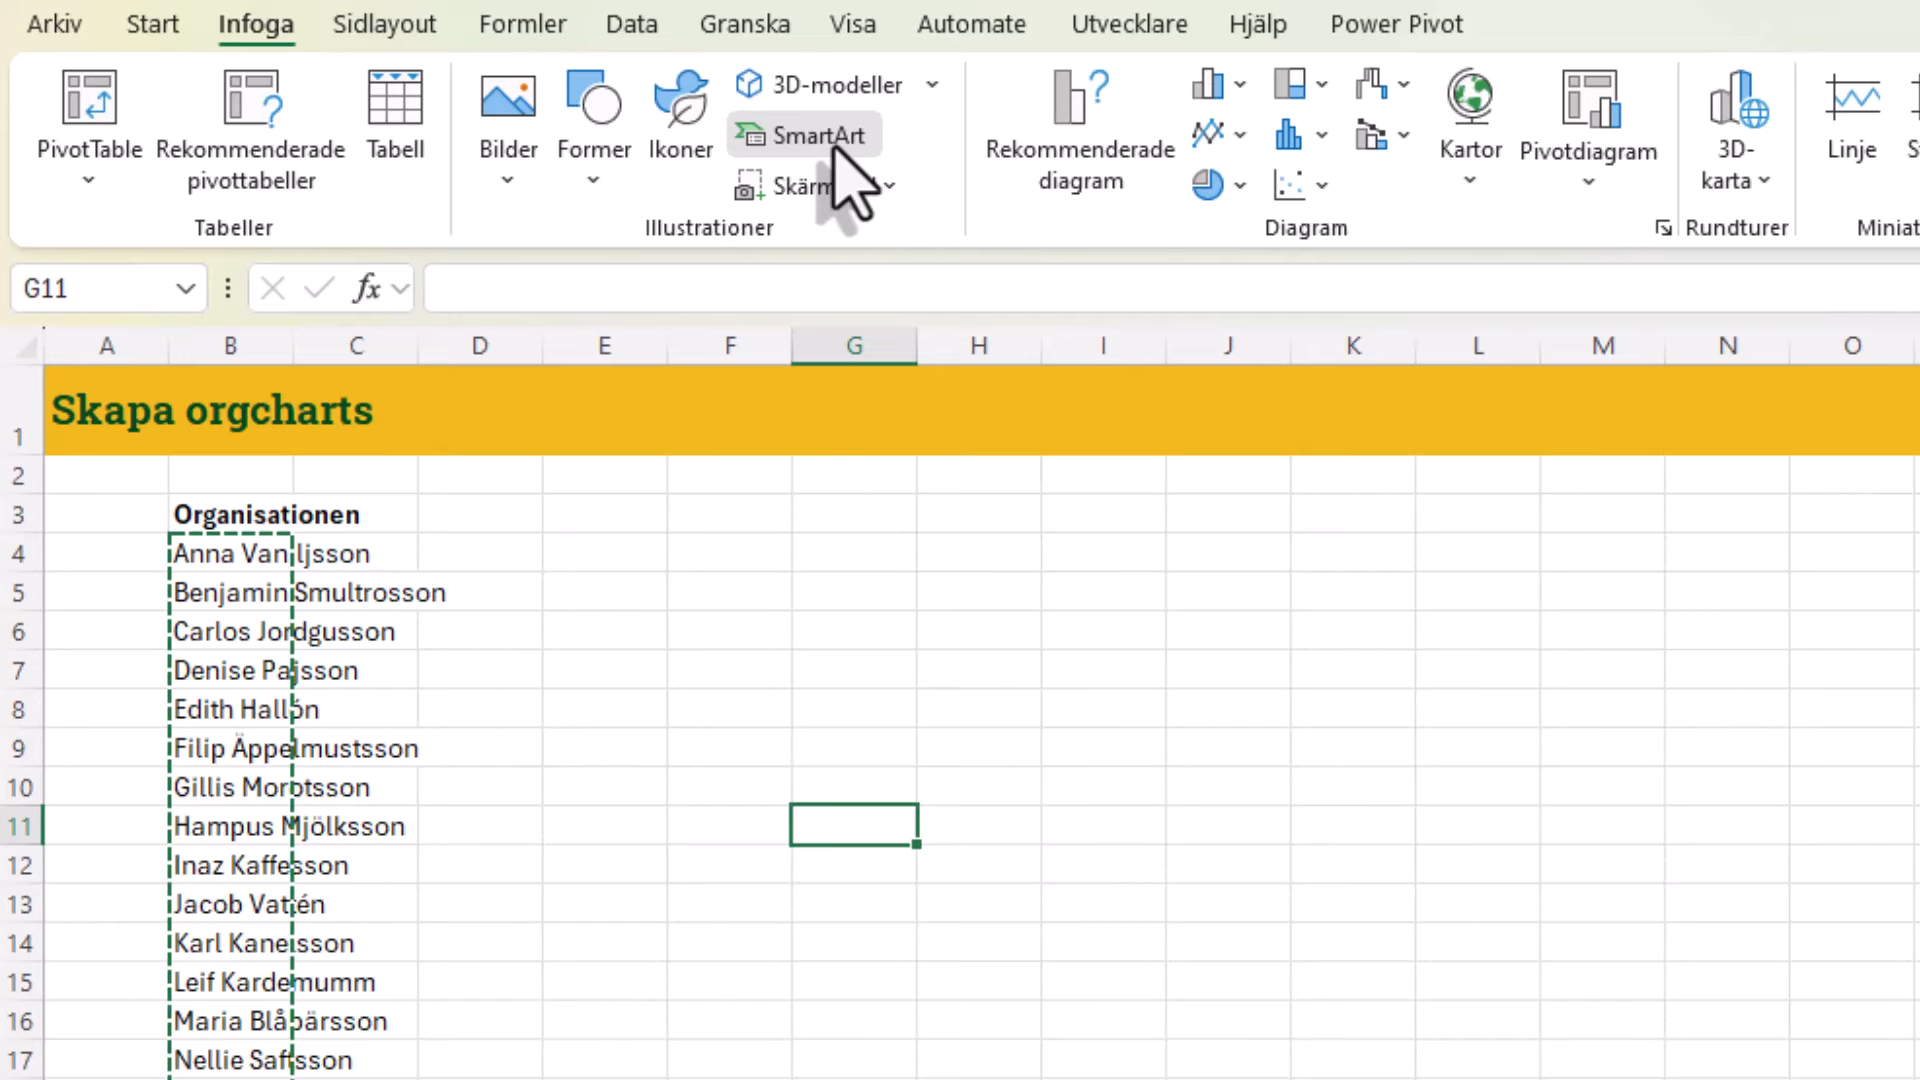 Arkiv Start Infoga Sidlayout Formler Data Granska Visa Automate Utvecklare Hjälp Power Pivot
PivotTable
Rekommenderade
pivottabeller
Tabell
Tabeller
Bilder
Former
Ikoner
3D-modeller
SmartArt
Illustrationer
Rekommenderade
diagram
Kartor
Pivotdiagram
Diagram
3D-
karta
Rundturer
Linje
G11
fx
A B C D E F G H I J K L M N O
1 Skapa orgcharts
2
3 Organisationen
4 Anna Vaniljsson
5 Benjamin Smultrosson
6 Carlos Jordgusson
7 Denise Pajsson
8 Edith Hallón
9 Filip Äppelmustsson
10 Gillis Morotsson
11 Hampus Mjölksson
12 Inaz Kaffesson
13 Jacob Vattén
14 Karl Kanelsson
15 Leif Kardemumm
16 Maria Blåbärsson
17 Nellie Saftsson